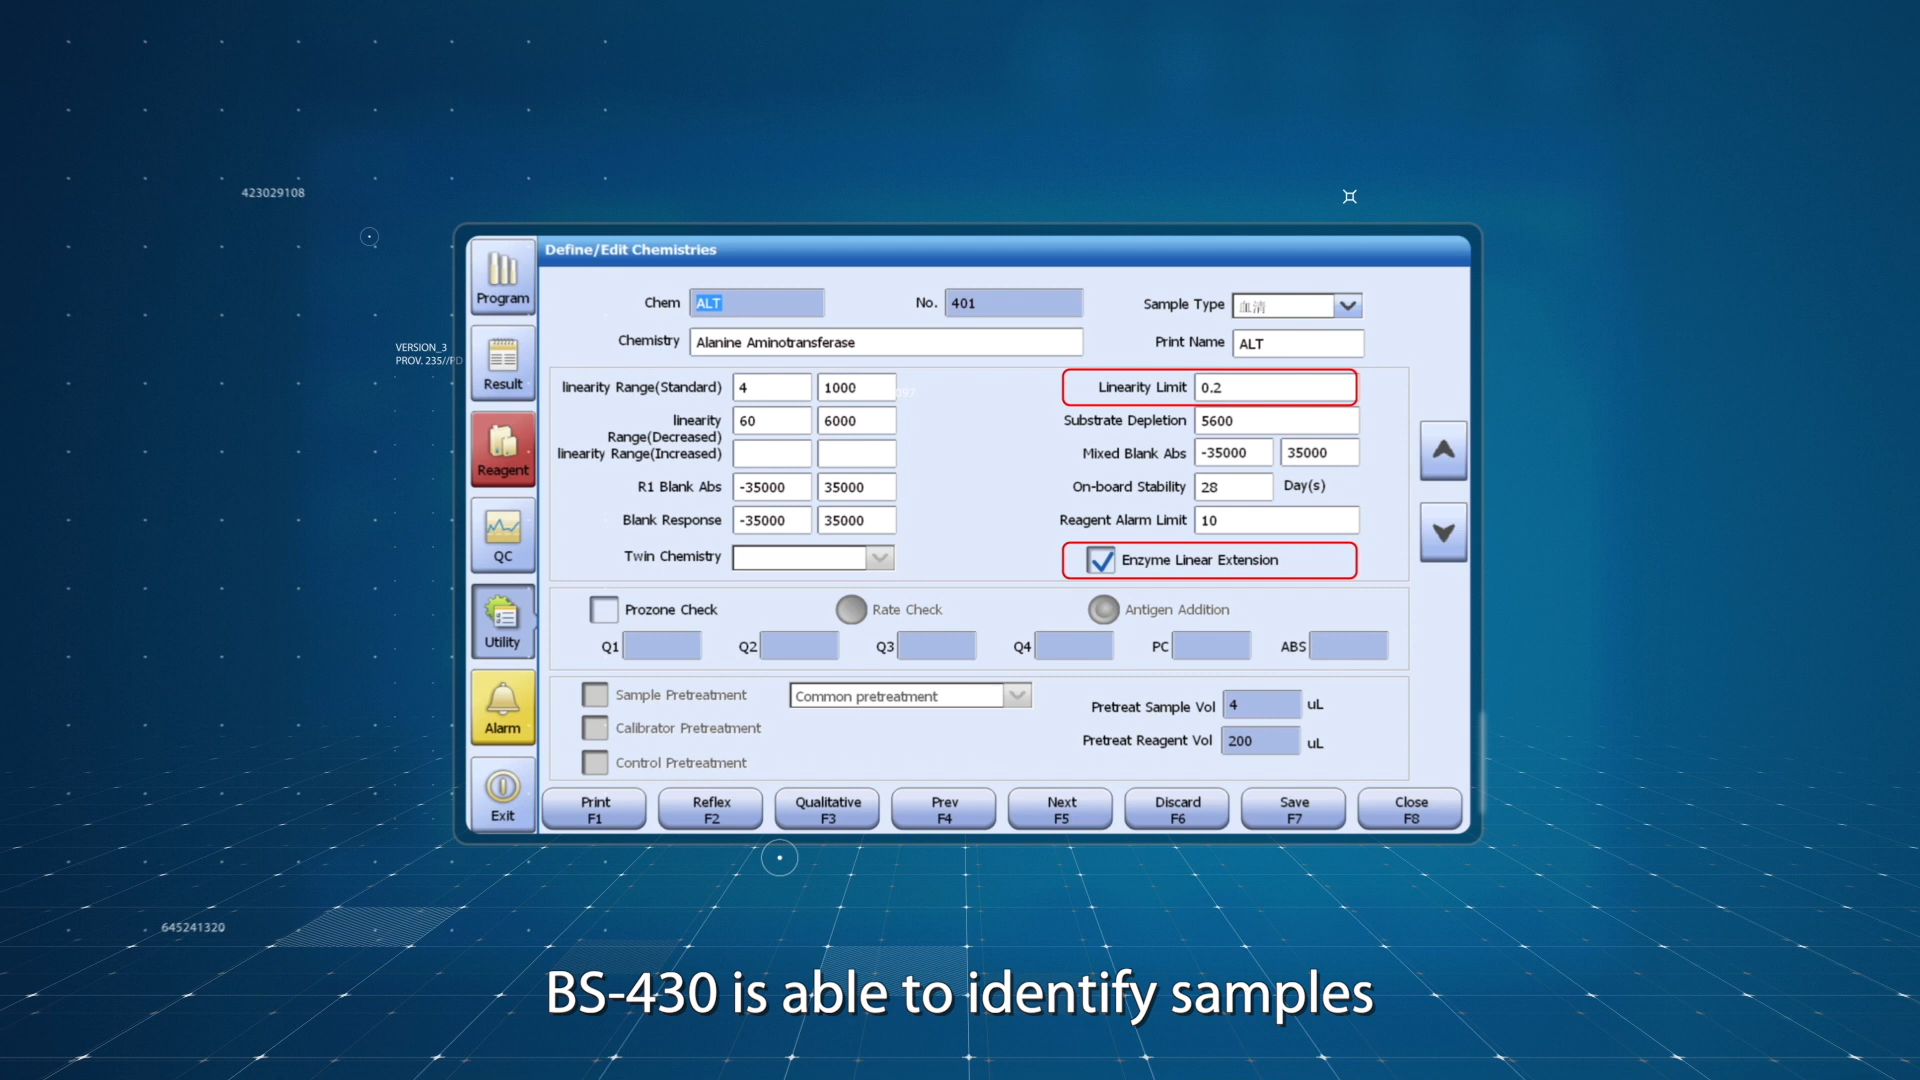 423029108
VERSION_3
PROV. 235//PD
Define/Edit Chemistries
Program
Result
Reagent
QC
Utility
Alarm
Exit
Chem ALT No. 401 Sample Type 血清
Chemistry Alanine Aminotransferase Print Name ALT
linearity Range(Standard) 4 1000 Linearity Limit 0.2
linearity Range(Decreased) 60 6000 Substrate Depletion 5600
linearity Range(Increased) Mixed Blank Abs -35000 35000
R1 Blank Abs -35000 35000 On-board Stability 28 Day(s)
Blank Response -35000 35000 Reagent Alarm Limit 10
Twin Chemistry Enzyme Linear Extension
Prozone Check Rate Check Antigen Addition
Q1 Q2 Q3 Q4 PC ABS
Sample Pretreatment Common pretreatment Pretreat Sample Vol 4 uL
Calibrator Pretreatment Pretreat Reagent Vol 200 uL
Control Pretreatment
Print F1 Reflex F2 Qualitative F3 Prev F4 Next F5 Discard F6 Save F7 Close F8
645241320
BS-430 is able to identify samples